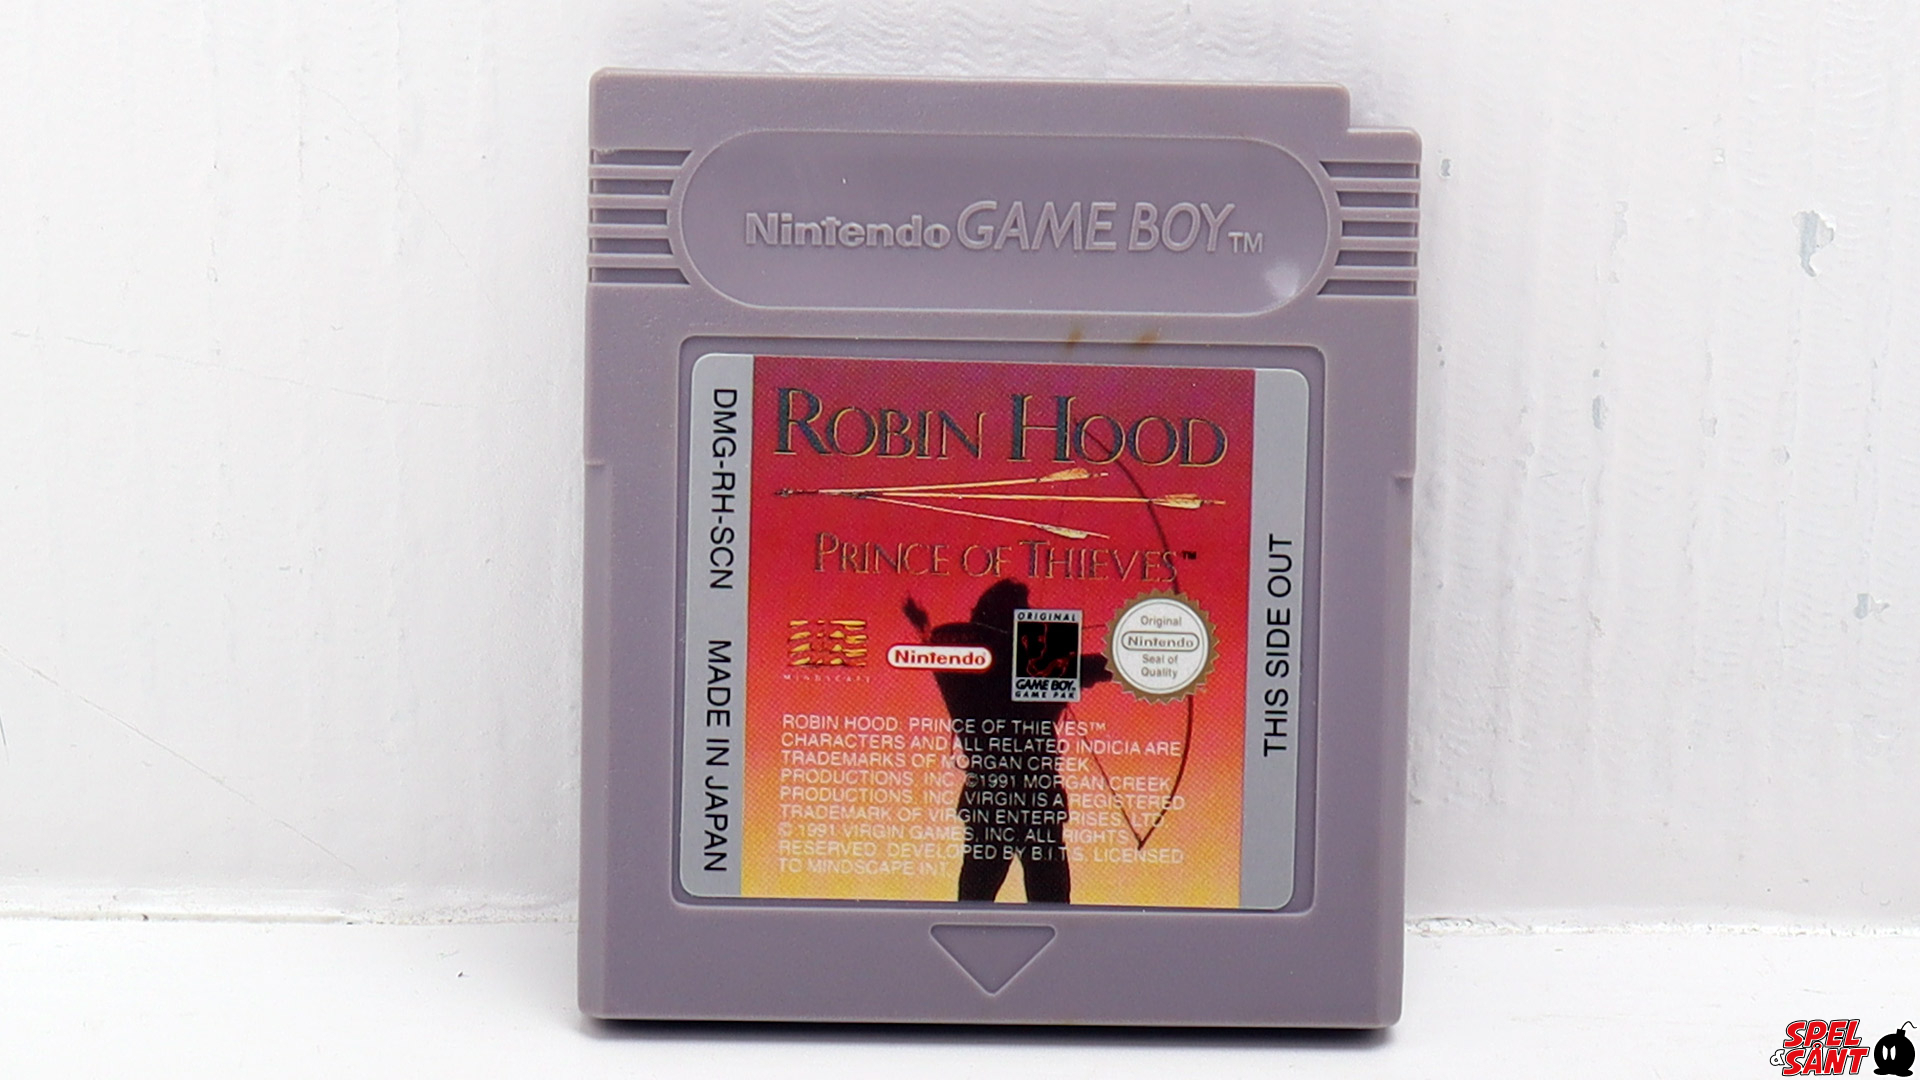 Nintendo GAME BOY™
DMG-RH-SCN MADE IN JAPAN
ROBIN HOOD
PRINCE OF THIEVES™
MINDSCAPE
Nintendo
ORIGINAL
GAME BOY®
GAME PAK
Original
Nintendo
Seal of
Quality
ROBIN HOOD: PRINCE OF THIEVES™
CHARACTERS AND ALL RELATED INDICIA ARE
TRADEMARKS OF MORGAN CREEK
PRODUCTIONS, INC. ©1991 MORGAN CREEK
PRODUCTIONS, INC. VIRGIN IS A REGISTERED
TRADEMARK OF VIRGIN ENTERPRISES, LTD.
© 1991 VIRGIN GAMES, INC. ALL RIGHTS
RESERVED. DEVELOPED BY B.I.T.S. LICENSED
TO MINDSCAPE INT.
THIS SIDE OUT
SPEL
& SÅNT